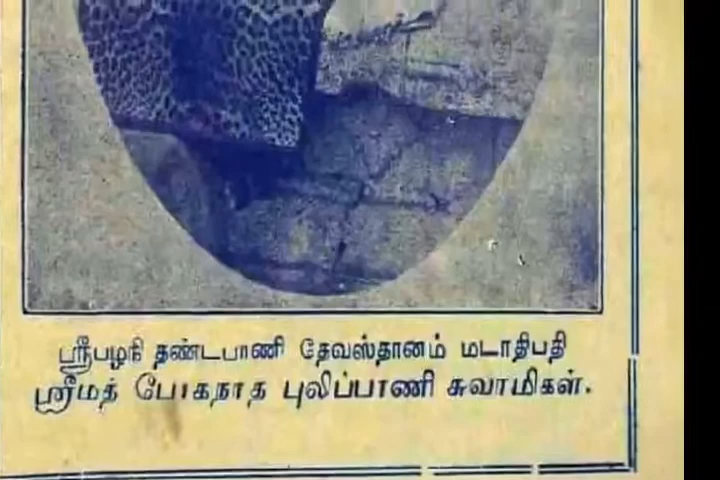 ஸ்ரீபழநி தண்டபாணி தேவஸ்தானம் மடாதிபதி
ஸ்ரீமத் போகநாத புலிப்பாணி சுவாமிகள்.